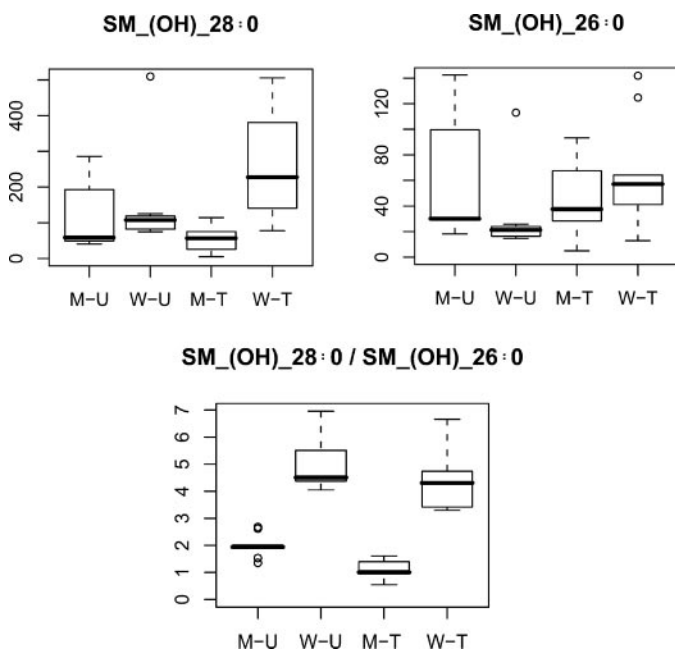 SM_(OH)_28:0
400
200
0
M-U W-U M-T W-T
SM_(OH)_26:0
120
80
40
0
M-U W-U M-T W-T
SM_(OH)_28:0 / SM_(OH)_26:0
7
6
5
4
3
2
1
0
M-U W-U M-T W-T